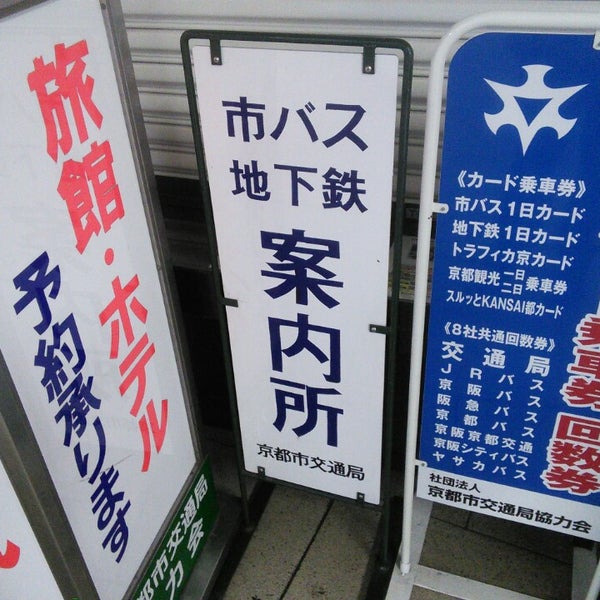 旅館・ホテル
予約承ります
都市交通局
力会
市バス
地下鉄
案内所
京都市交通局
《カード乗車券》
市バス1日カード
地下鉄1日カード
トラフィカ京カード
京都観光一日二日乗車券
スルッとKANSAI都カード
《8社共通回数券》
交通局
JRバス
京阪バス
阪急バス
京都バス
京阪京都交通
京阪シティバス
ヤサカバス
社団法人
京都市交通局協力会
乗車券
回数券